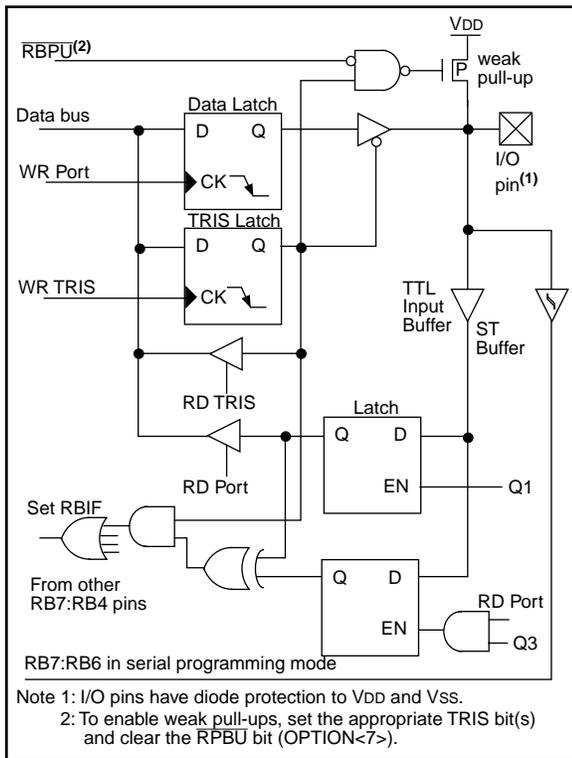 VDD
RBPU(2)
P
weak
pull-up
Data Latch
Data bus
D Q
I/O
pin(1)
WR Port
CK
TRIS Latch
D Q
WR TRIS
CK
TTL
Input
Buffer
ST
Buffer
RD TRIS
Latch
Q D
RD Port
EN
Q1
Set RBIF
From other
RB7:RB4 pins
Q D
RD Port
EN
Q3
RB7:RB6 in serial programming mode
Note 1: I/O pins have diode protection to VDD and VSS.
2: To enable weak pull-ups, set the appropriate TRIS bit(s)
and clear the RPBU bit (OPTION<7>).